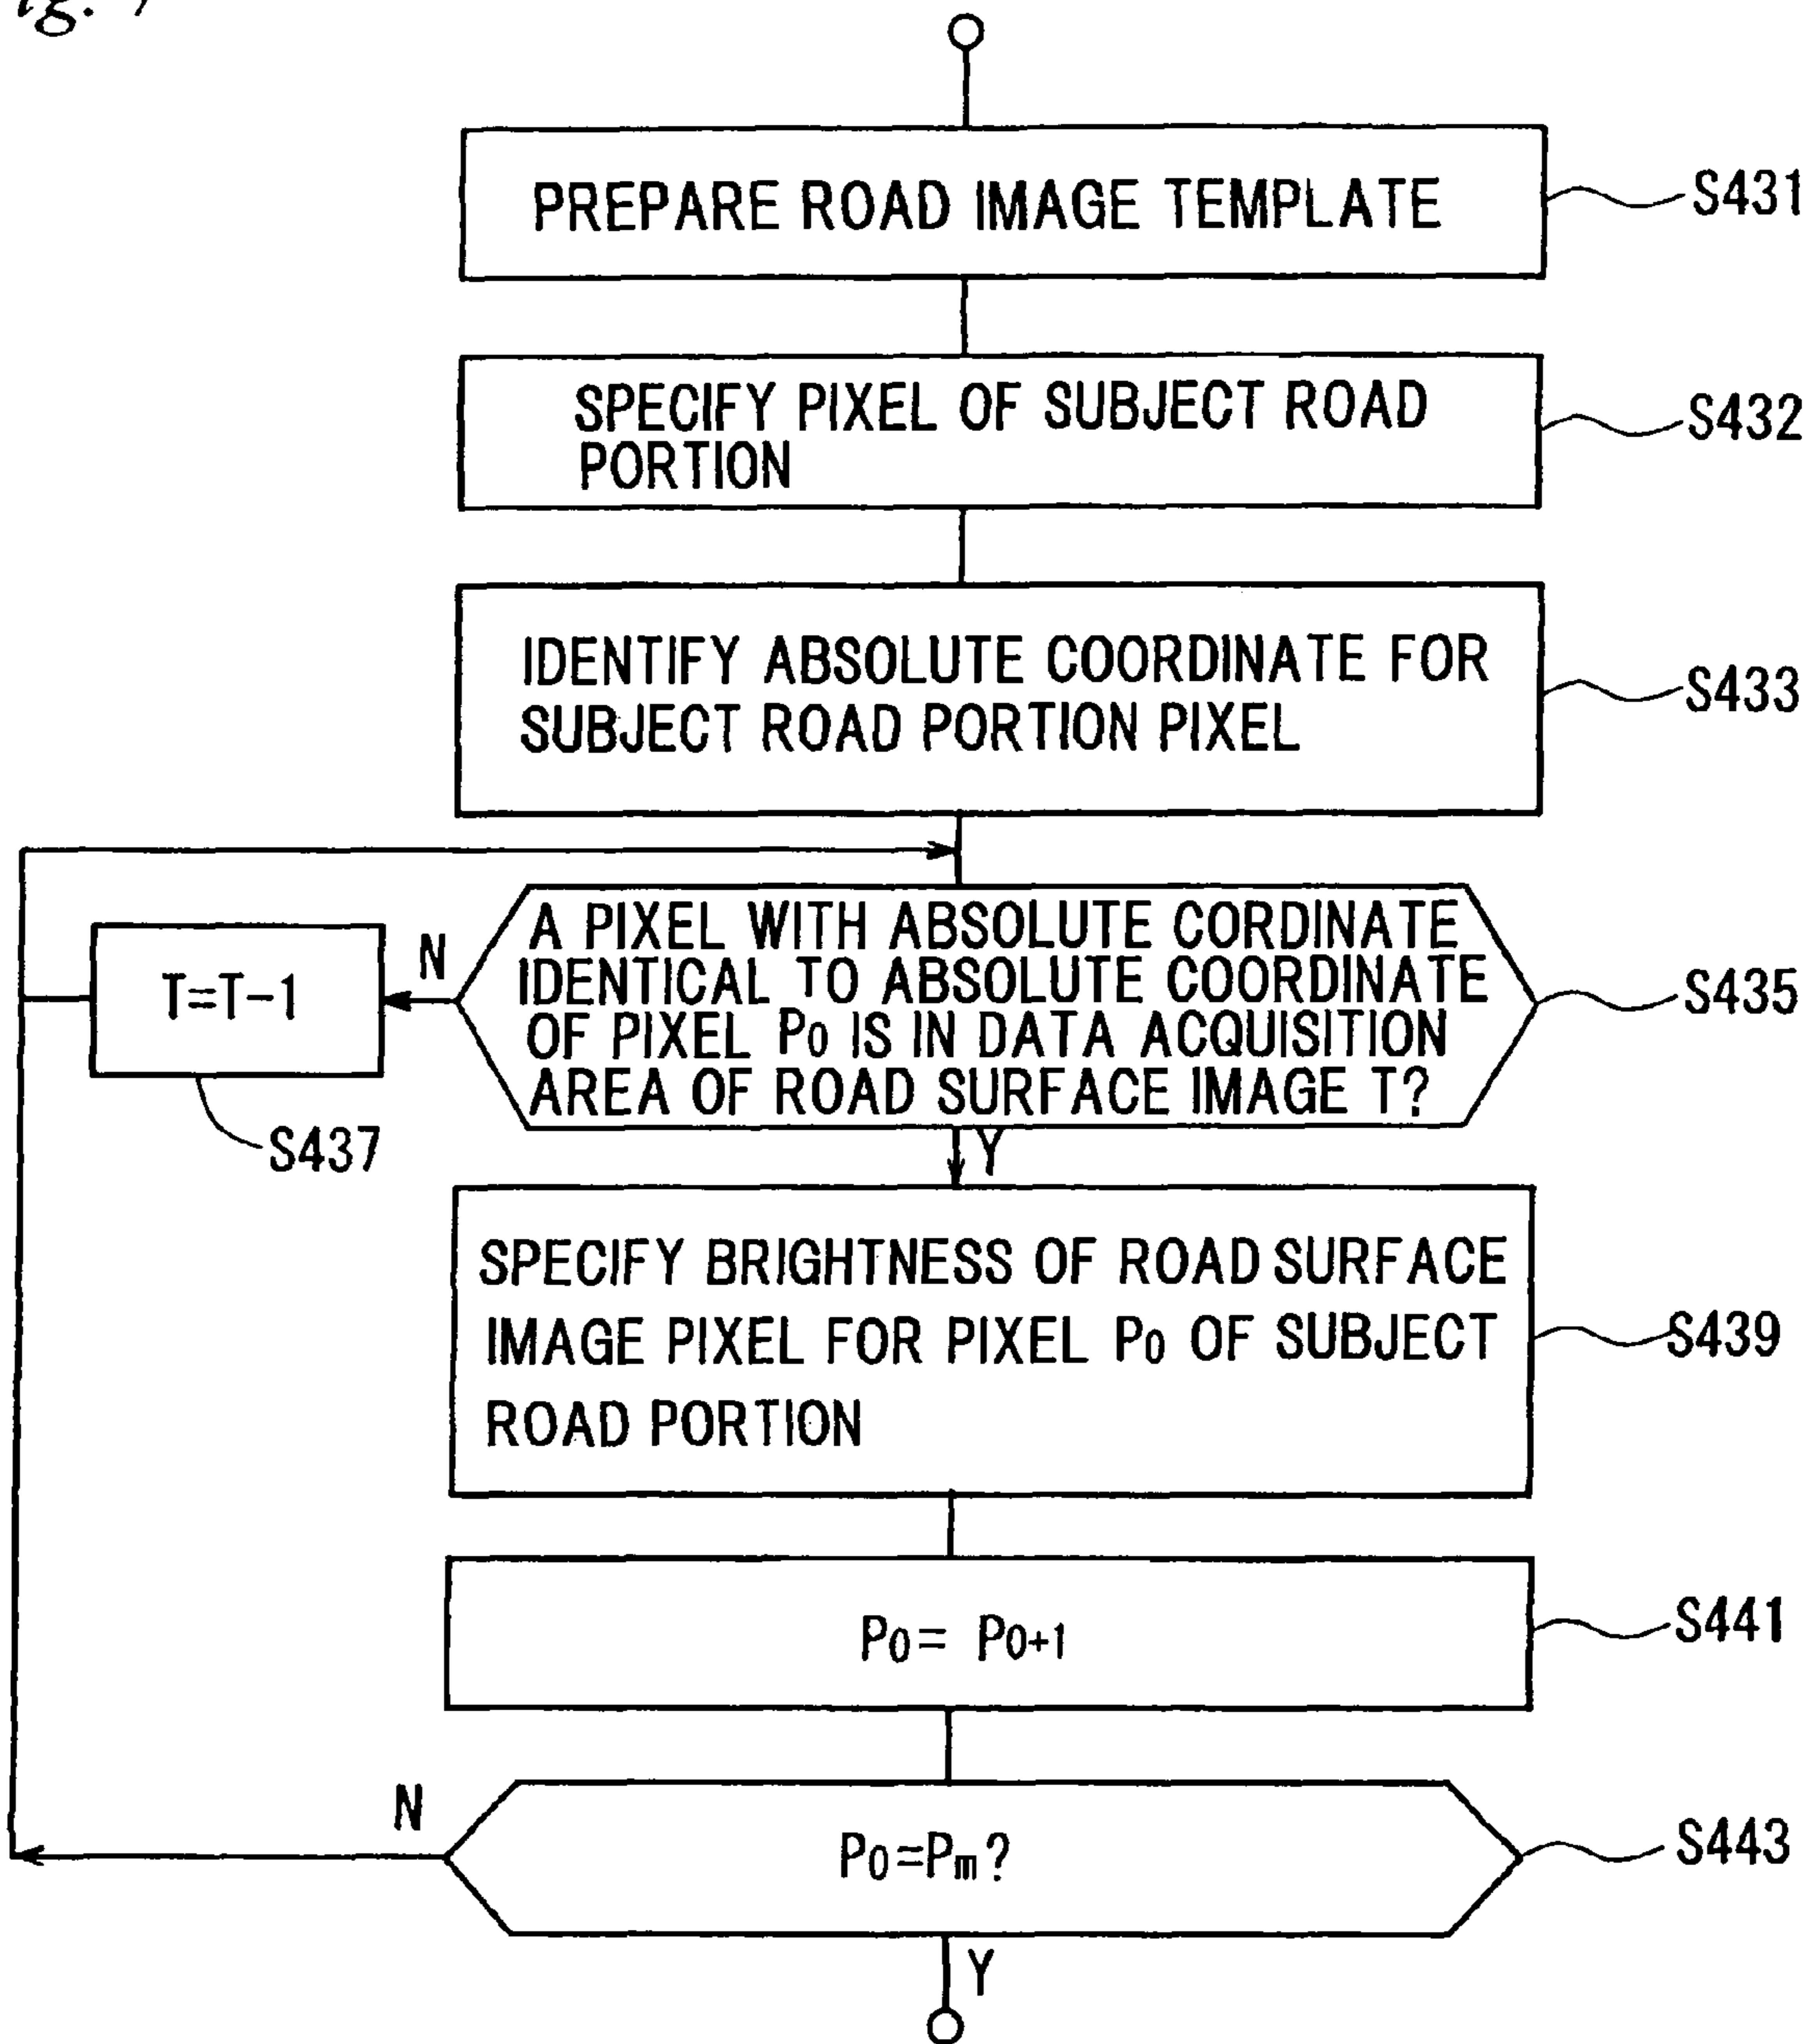 ig. 7
PREPARE ROAD IMAGE TEMPLATE
S431
SPECIFY PIXEL OF SUBJECT ROAD
PORTION
S432
IDENTIFY ABSOLUTE COORDINATE FOR
SUBJECT ROAD PORTION PIXEL
S433
A PIXEL WITH ABSOLUTE CORDINATE
IDENTICAL TO ABSOLUTE COORDINATE
OF PIXEL P0 IS IN DATA ACQUISITION
AREA OF ROAD SURFACE IMAGE T?
S435
N
T=T-1
S437
Y
SPECIFY BRIGHTNESS OF ROAD SURFACE
IMAGE PIXEL FOR PIXEL P0 OF SUBJECT
ROAD PORTION
S439
P0= P0+1
S441
N
P0=Pm?
S443
Y